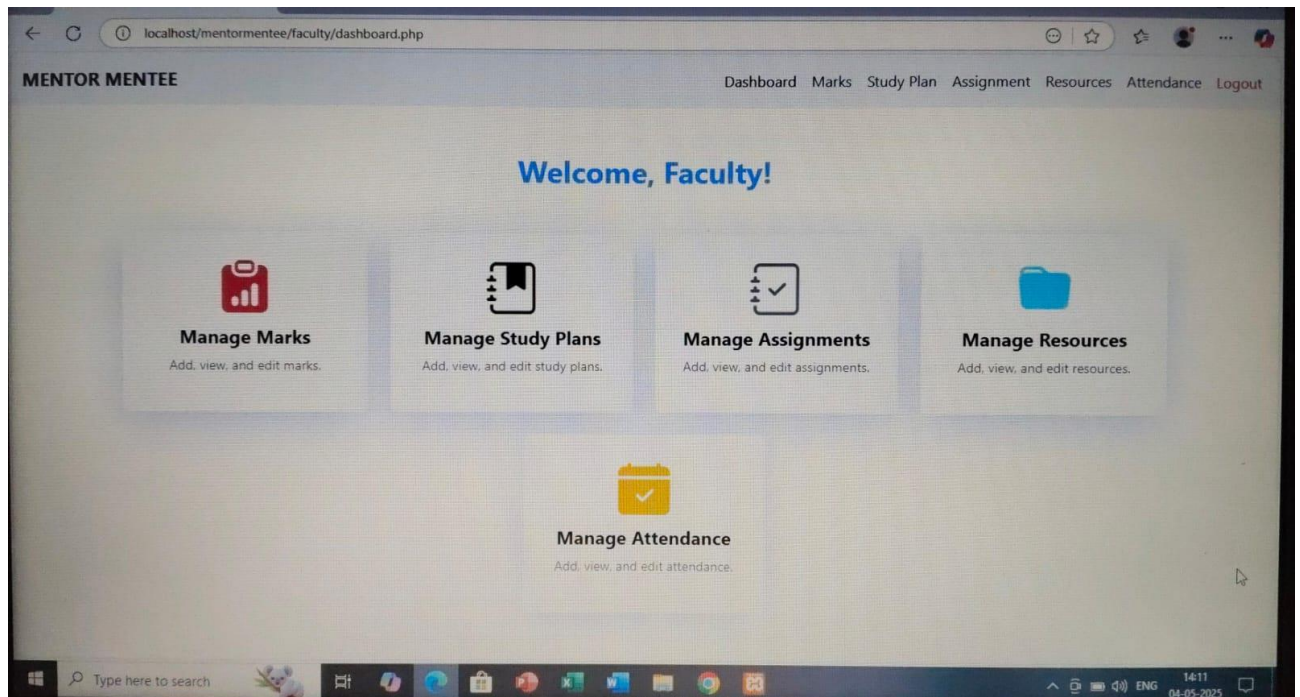 localhost/mentormentee/faculty/dashboard.php
MENTOR MENTEE
Dashboard Marks Study Plan Assignment Resources Attendance Logout
Welcome, Faculty!
Manage Marks
Add, view, and edit marks.
Manage Study Plans
Add, view, and edit study plans.
Manage Assignments
Add, view, and edit assignments.
Manage Resources
Add, view, and edit resources.
Manage Attendance
Add, view, and edit attendance.
Type here to search
ENG
14:11
04-05-2025